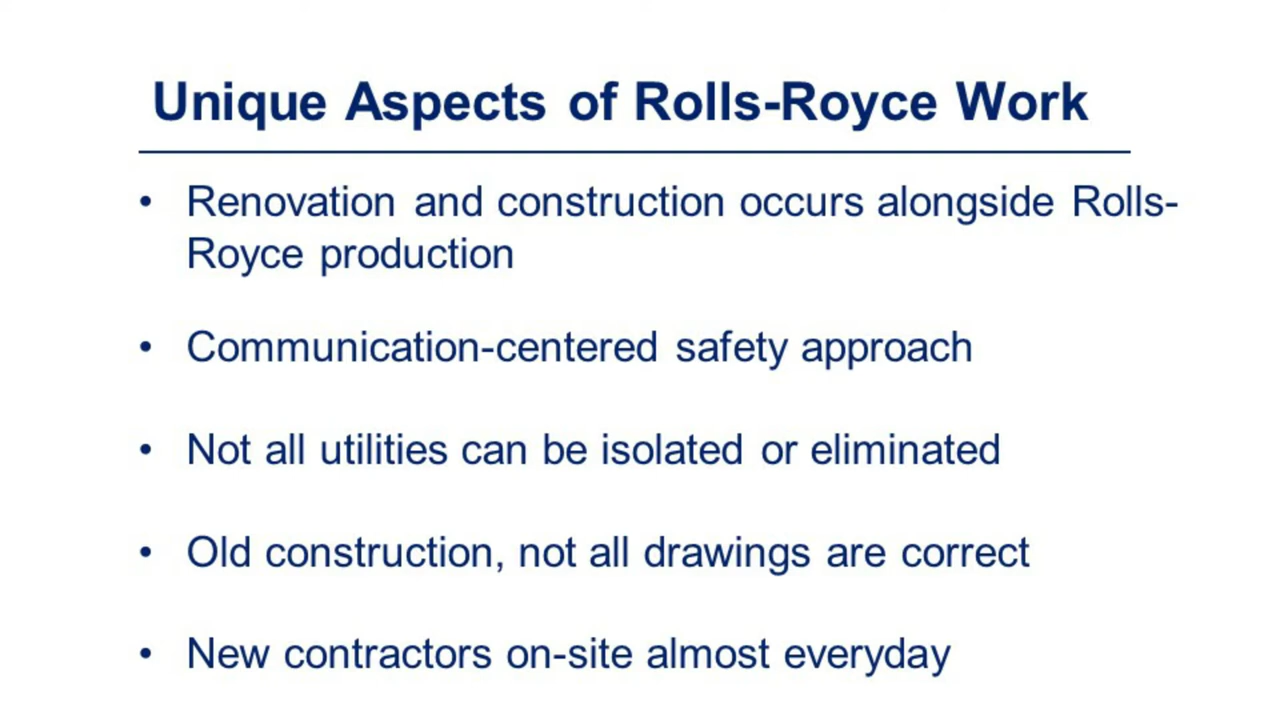 Unique Aspects of Rolls-Royce Work
• Renovation and construction occurs alongside Rolls-
Royce production
• Communication-centered safety approach
• Not all utilities can be isolated or eliminated
• Old construction, not all drawings are correct
• New contractors on-site almost everyday